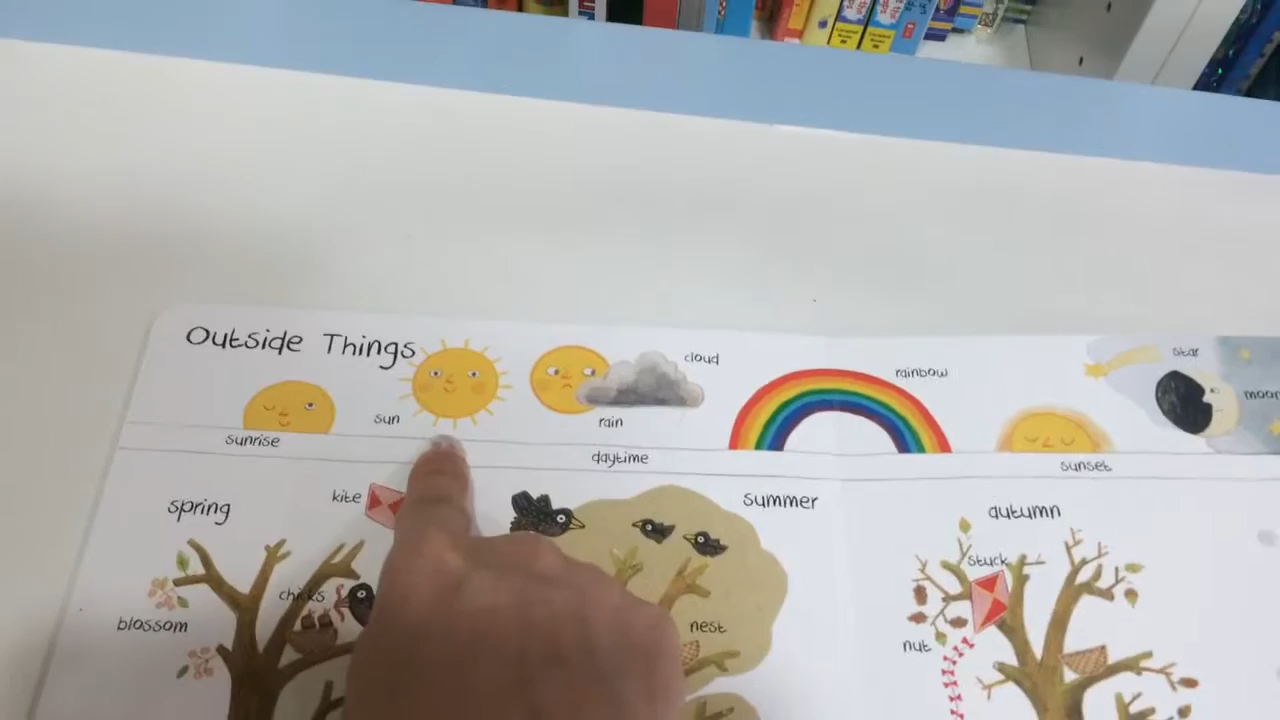 Outside Things
cloud
rainbow
star
moon
sun
rain
sunrise
daytime
sunset
spring
kite
summer
autumn
stuck
chicks
blossom
nest
nut